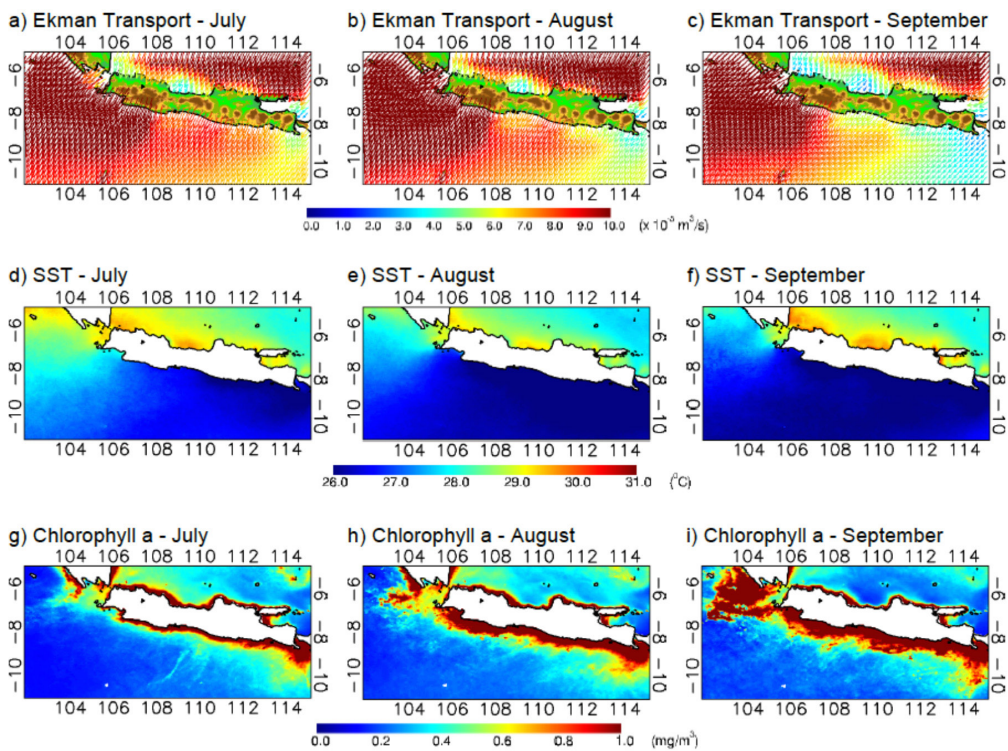 a) Ekman Transport - July
b) Ekman Transport - August
c) Ekman Transport - September
104 106 108 110 112 114
104 106 108 110 112 114
104 106 108 110 112 114
−6 −8 −10
−6 −8 −10
−6 −8 −10
−10 −8 −6
−10 −8 −6
104 106 108 110 112 114
104 106 108 110 112 114
104 106 108 110 112 114
0.0 1.0 2.0 3.0 4.0 5.0 6.0 7.0 8.0 9.0 10.0 (x 10⁻⁵ m³/s)
d) SST - July
e) SST - August
f) SST - September
104 106 108 110 112 114
104 106 108 110 112 114
104 106 108 110 112 114
−6 −8 −10
−6 −8 −10
−6 −8 −10
−10 −8 −6
−10 −8 −6
104 106 108 110 112 114
104 106 108 110 112 114
104 106 108 110 112 114
26.0 27.0 28.0 29.0 30.0 31.0 (°C)
g) Chlorophyll a - July
h) Chlorophyll a - August
i) Chlorophyll a - September
104 106 108 110 112 114
104 106 108 110 112 114
104 106 108 110 112 114
−6 −8 −10
−6 −8 −10
−6 −8 −10
−10 −8 −6
−10 −8 −6
104 106 108 110 112 114
104 106 108 110 112 114
104 106 108 110 112 114
0.0 0.2 0.4 0.6 0.8 1.0 (mg/m³)